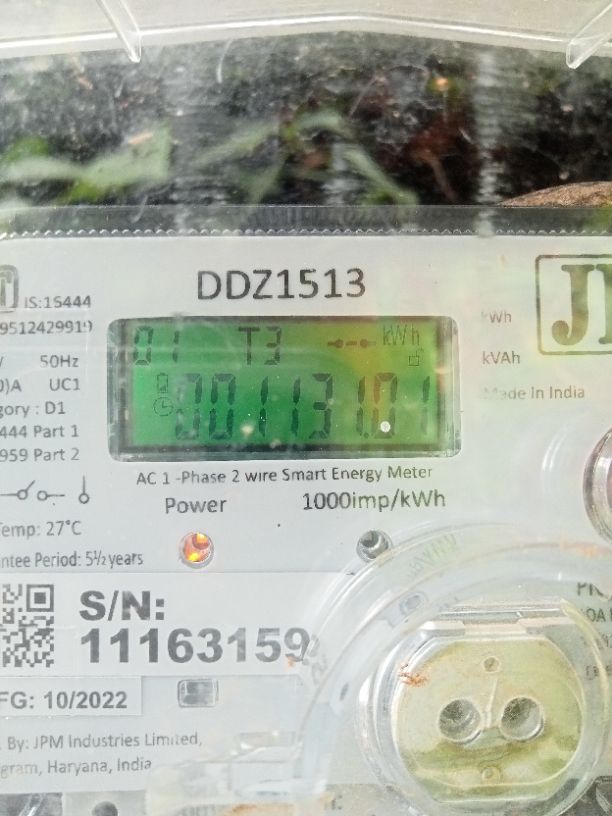 DDZ1513
IS:15444
9512429919
50Hz
UC1
gory : D1
444 Part 1
959 Part 2
01 T3 kWh
001131.01
kWh
kVAh
Made In India
AC 1 -Phase 2 wire Smart Energy Meter
Power 1000imp/kWh
Temp: 27°C
ntee Period: 5½ years
S/N:
11163159
FG: 10/2022
. By: JPM Industries Limited,
gram, Haryana, India